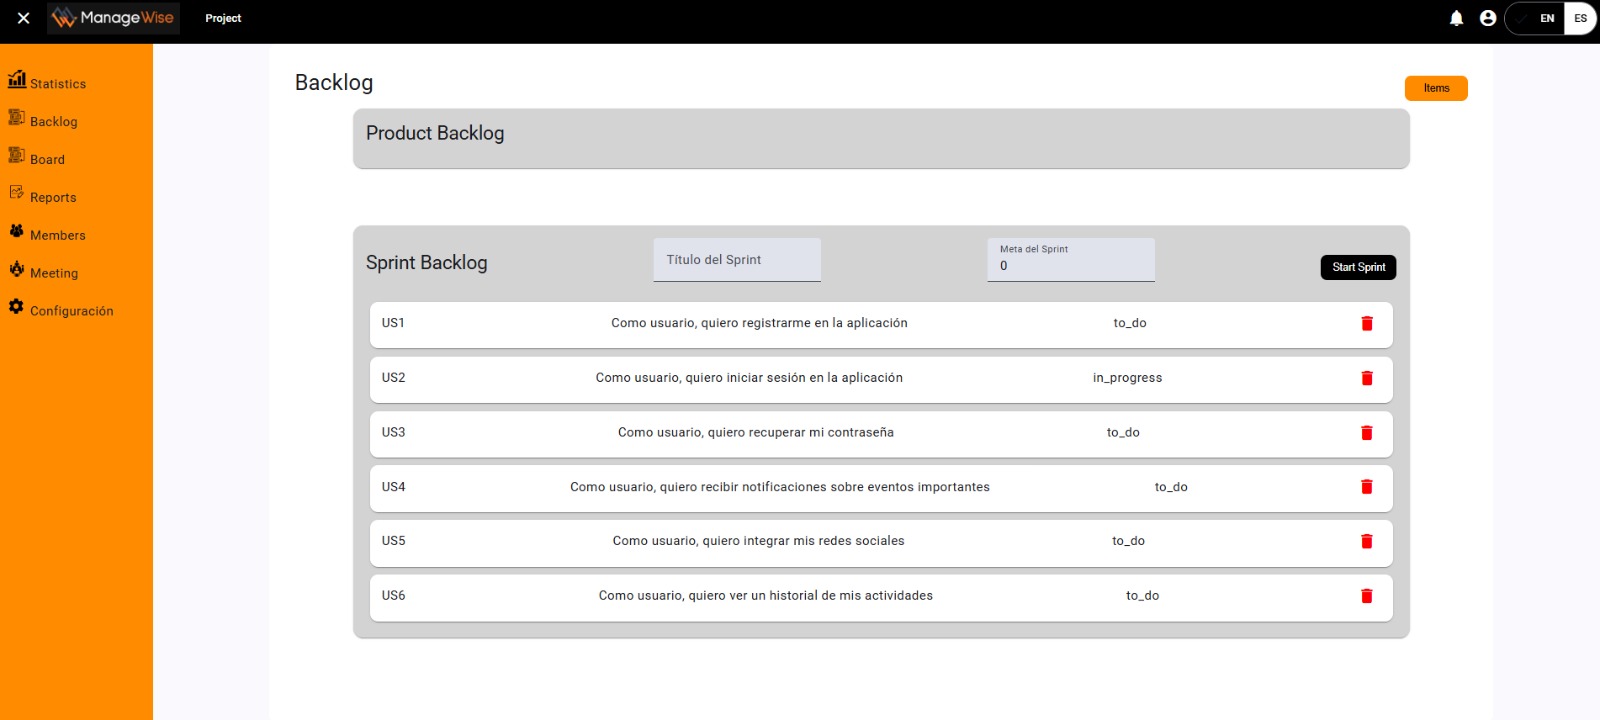 ManageWise
Project
EN
ES
Statistics
Backlog
Board
Reports
Members
Meeting
Configuración
Backlog
Items
Product Backlog
Sprint Backlog
Título del Sprint
Meta del Sprint
0
Start Sprint
US1 Como usuario, quiero registrarme en la aplicación to_do
US2 Como usuario, quiero iniciar sesión en la aplicación in_progress
US3 Como usuario, quiero recuperar mi contraseña to_do
US4 Como usuario, quiero recibir notificaciones sobre eventos importantes to_do
US5 Como usuario, quiero integrar mis redes sociales to_do
US6 Como usuario, quiero ver un historial de mis actividades to_do